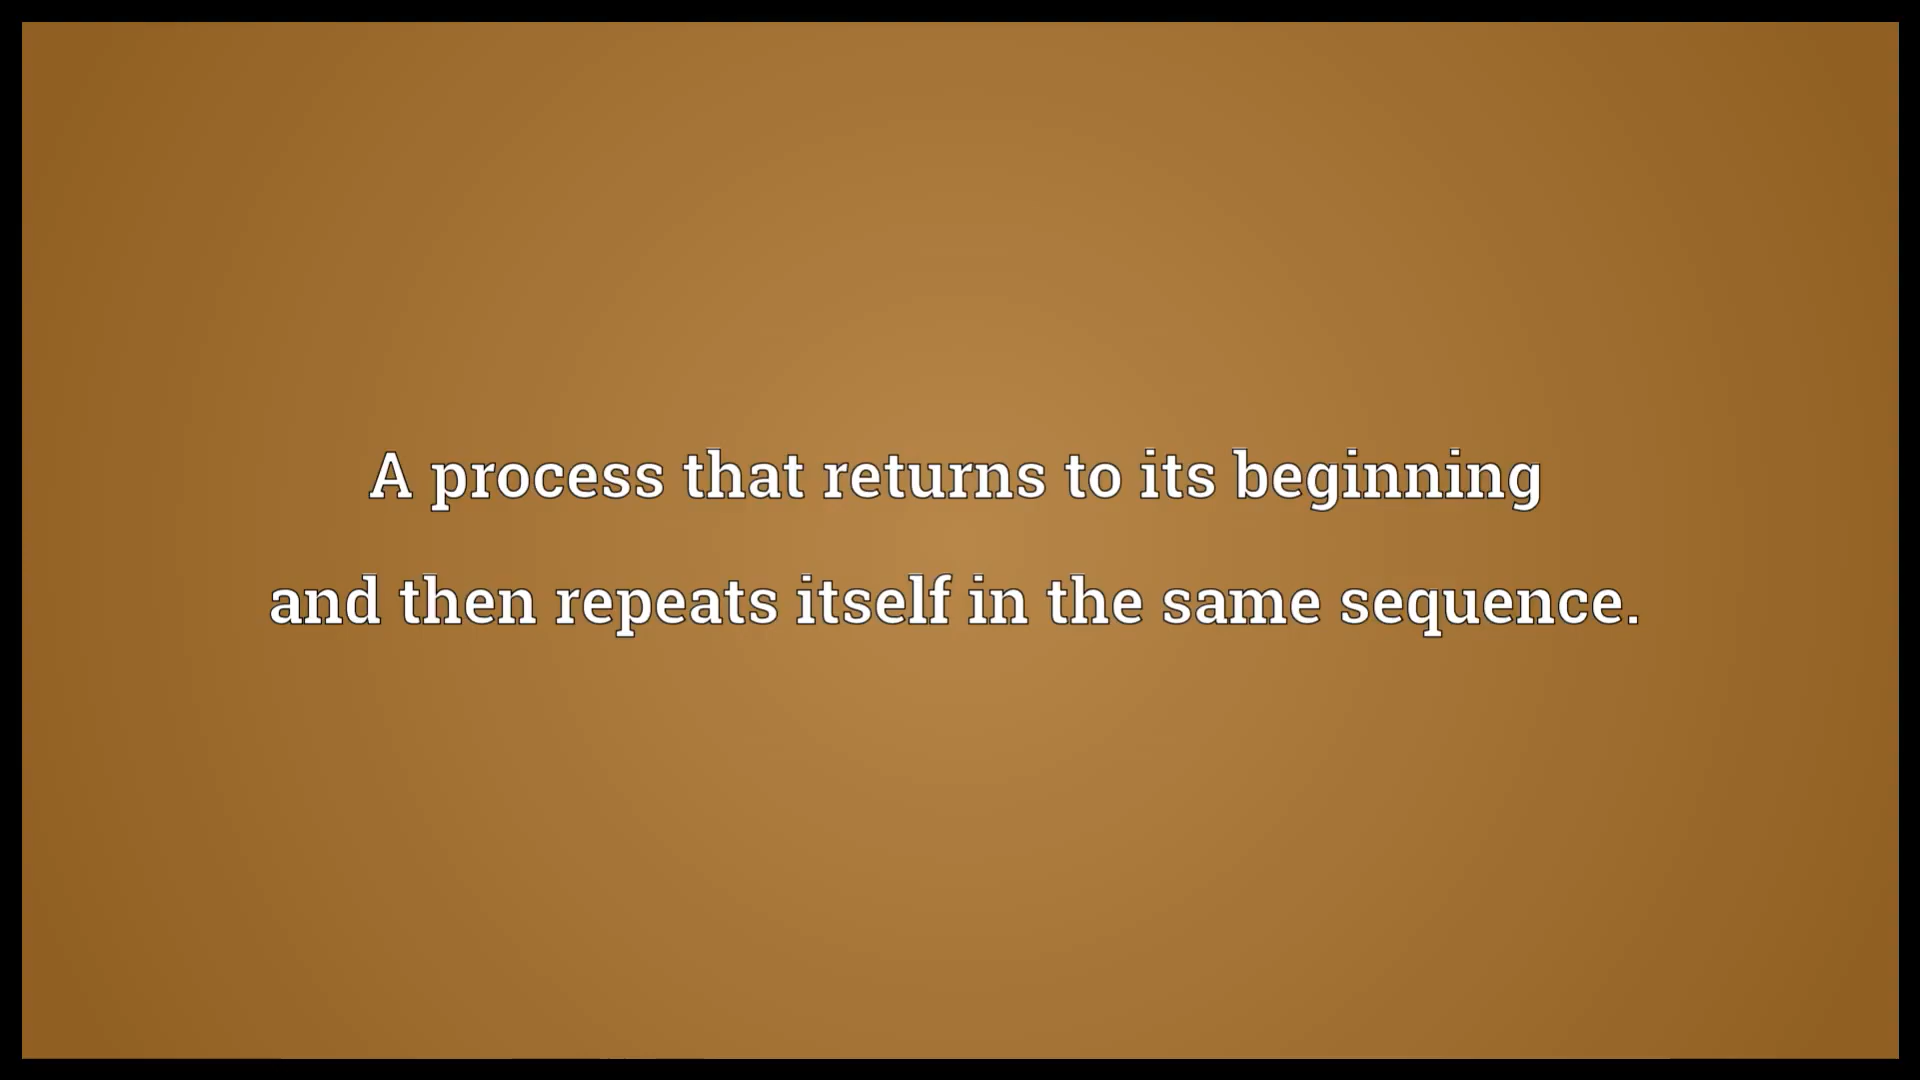 A process that returns to its beginning
and then repeats itself in the same sequence.